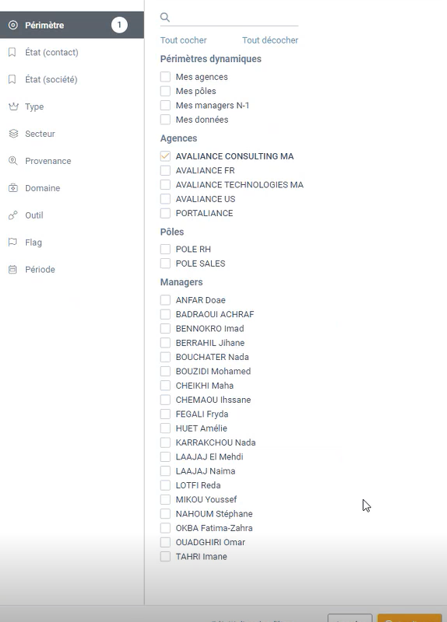 Périmètre 1
État (contact)
État (société)
Type
Secteur
Provenance
Domaine
Outil
Flag
Période
Tout cocher Tout décocher
Périmètres dynamiques
Mes agences
Mes pôles
Mes managers N-1
Mes données
Agences
AVALIANCE CONSULTING MA
AVALIANCE FR
AVALIANCE TECHNOLOGIES MA
AVALIANCE US
PORTALIANCE
Pôles
POLE RH
POLE SALES
Managers
ANFAR Doae
BADRAOUI ACHRAF
BENNOKRO Imad
BERRAHIL Jihane
BOUCHATER Nada
BOUZIDI Mohamed
CHEIKHI Maha
CHEMAOU Ihssane
FEGALI Fryda
HUET Amélie
KARRAKCHOU Nada
LAAJAJ El Mehdi
LAAJAJ Naima
LOTFI Reda
MIKOU Youssef
NAHOUM Stéphane
OKBA Fatima-Zahra
OUADGHIRI Omar
TAHRI Imane